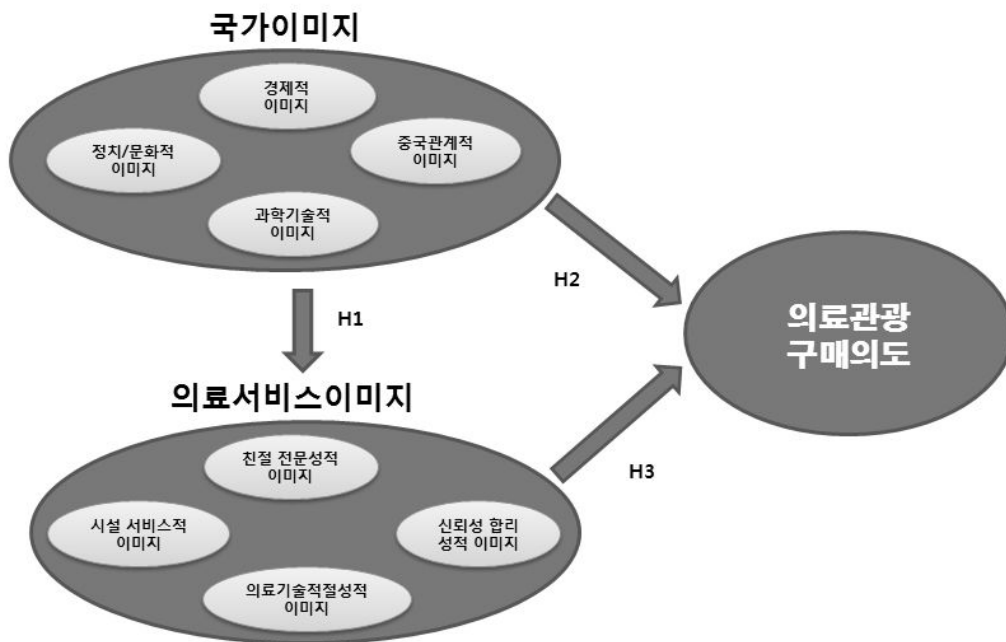 국가이미지
경제적
이미지
정치/문화적
이미지
중국관계적
이미지
과학기술적
이미지
H1
H2
의료관광
구매의도
의료서비스이미지
친절 전문성적
이미지
시설 서비스적
이미지
신뢰성 합리
성적 이미지
의료기술적절성적
이미지
H3